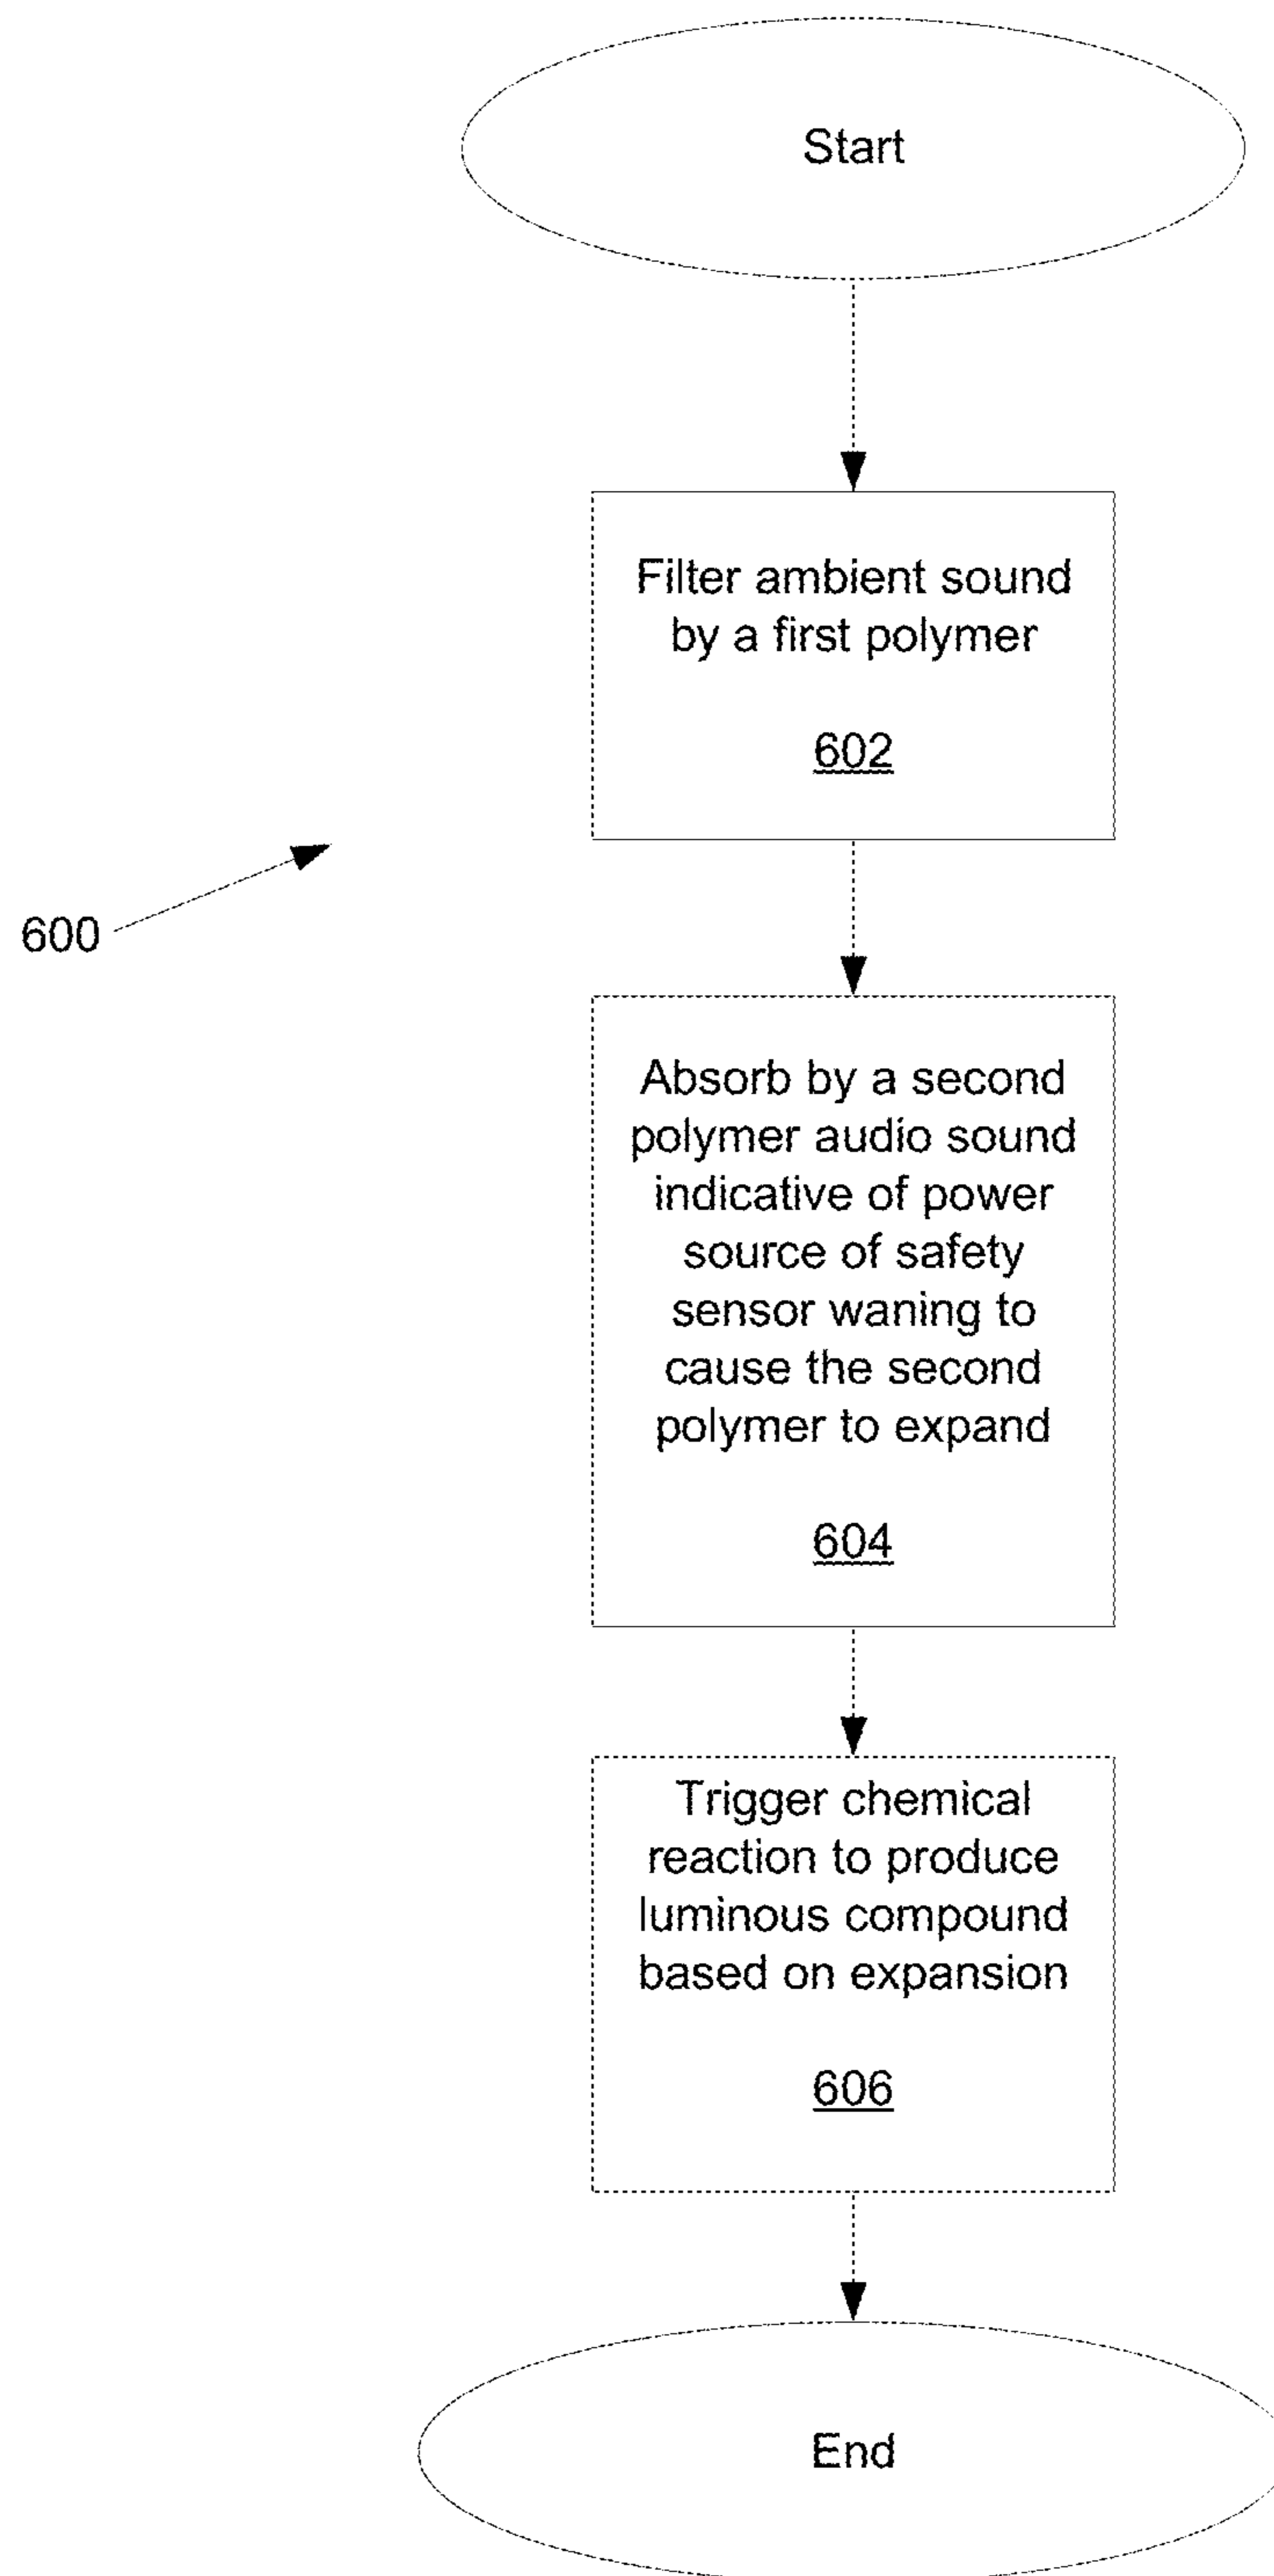 Start
Filter ambient sound
by a first polymer
602
600
Absorb by a second
polymer audio sound
indicative of power
source of safety
sensor waning to
cause the second
polymer to expand
604
Trigger chemical
reaction to produce
luminous compound
based on expansion
606
End